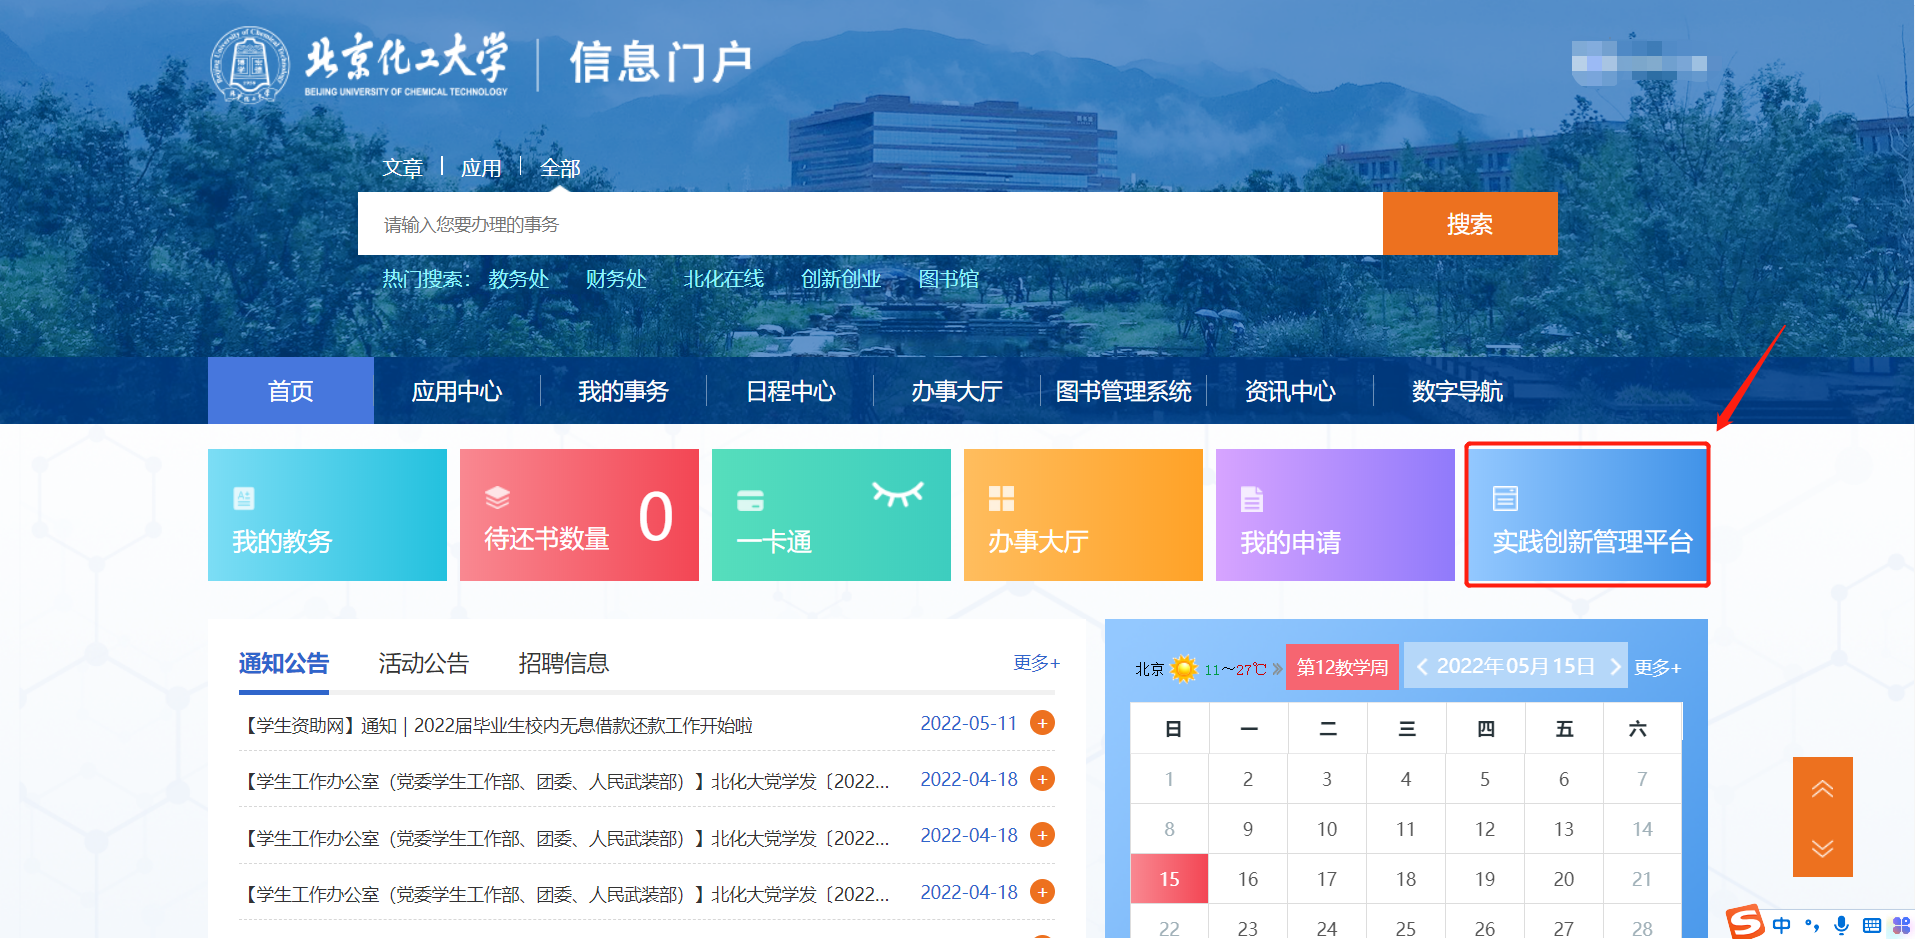 北京化工大学
BEIJING UNIVERSITY OF CHEMICAL TECHNOLOGY
信息门户
文章 应用 全部
请输入您要办理的事务
搜索
热门搜索： 教务处 财务处 北化在线 创新创业 图书馆
首页 应用中心 我的事务 日程中心 办事大厅 图书管理系统 资讯中心 数字导航
我的教务
待还书数量 0
一卡通
办事大厅
我的申请
实践创新管理平台
通知公告 活动公告 招聘信息 更多+
【学生资助网】通知 | 2022届毕业生校内无息借款还款工作开始啦 2022-05-11
【学生工作办公室（党委学生工作部、团委、人民武装部）】北化大党学发〔2022... 2022-04-18
【学生工作办公室（党委学生工作部、团委、人民武装部）】北化大党学发〔2022... 2022-04-18
【学生工作办公室（党委学生工作部、团委、人民武装部）】北化大党学发〔2022... 2022-04-18
北京 11～27℃ 第12教学周 2022年05月15日 更多+
日 一 二 三 四 五 六
1 2 3 4 5 6 7
8 9 10 11 12 13 14
15 16 17 18 19 20 21
22 23 24 25 26 27 28
中